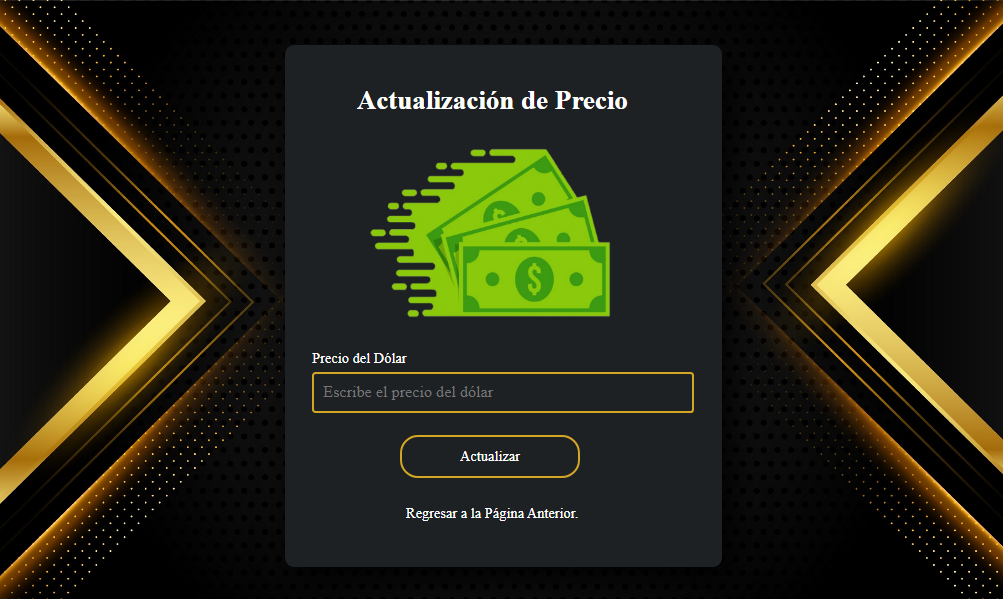 Actualización de Precio
$
$
$
Precio del Dólar
Escribe el precio del dólar
Actualizar
Regresar a la Página Anterior.